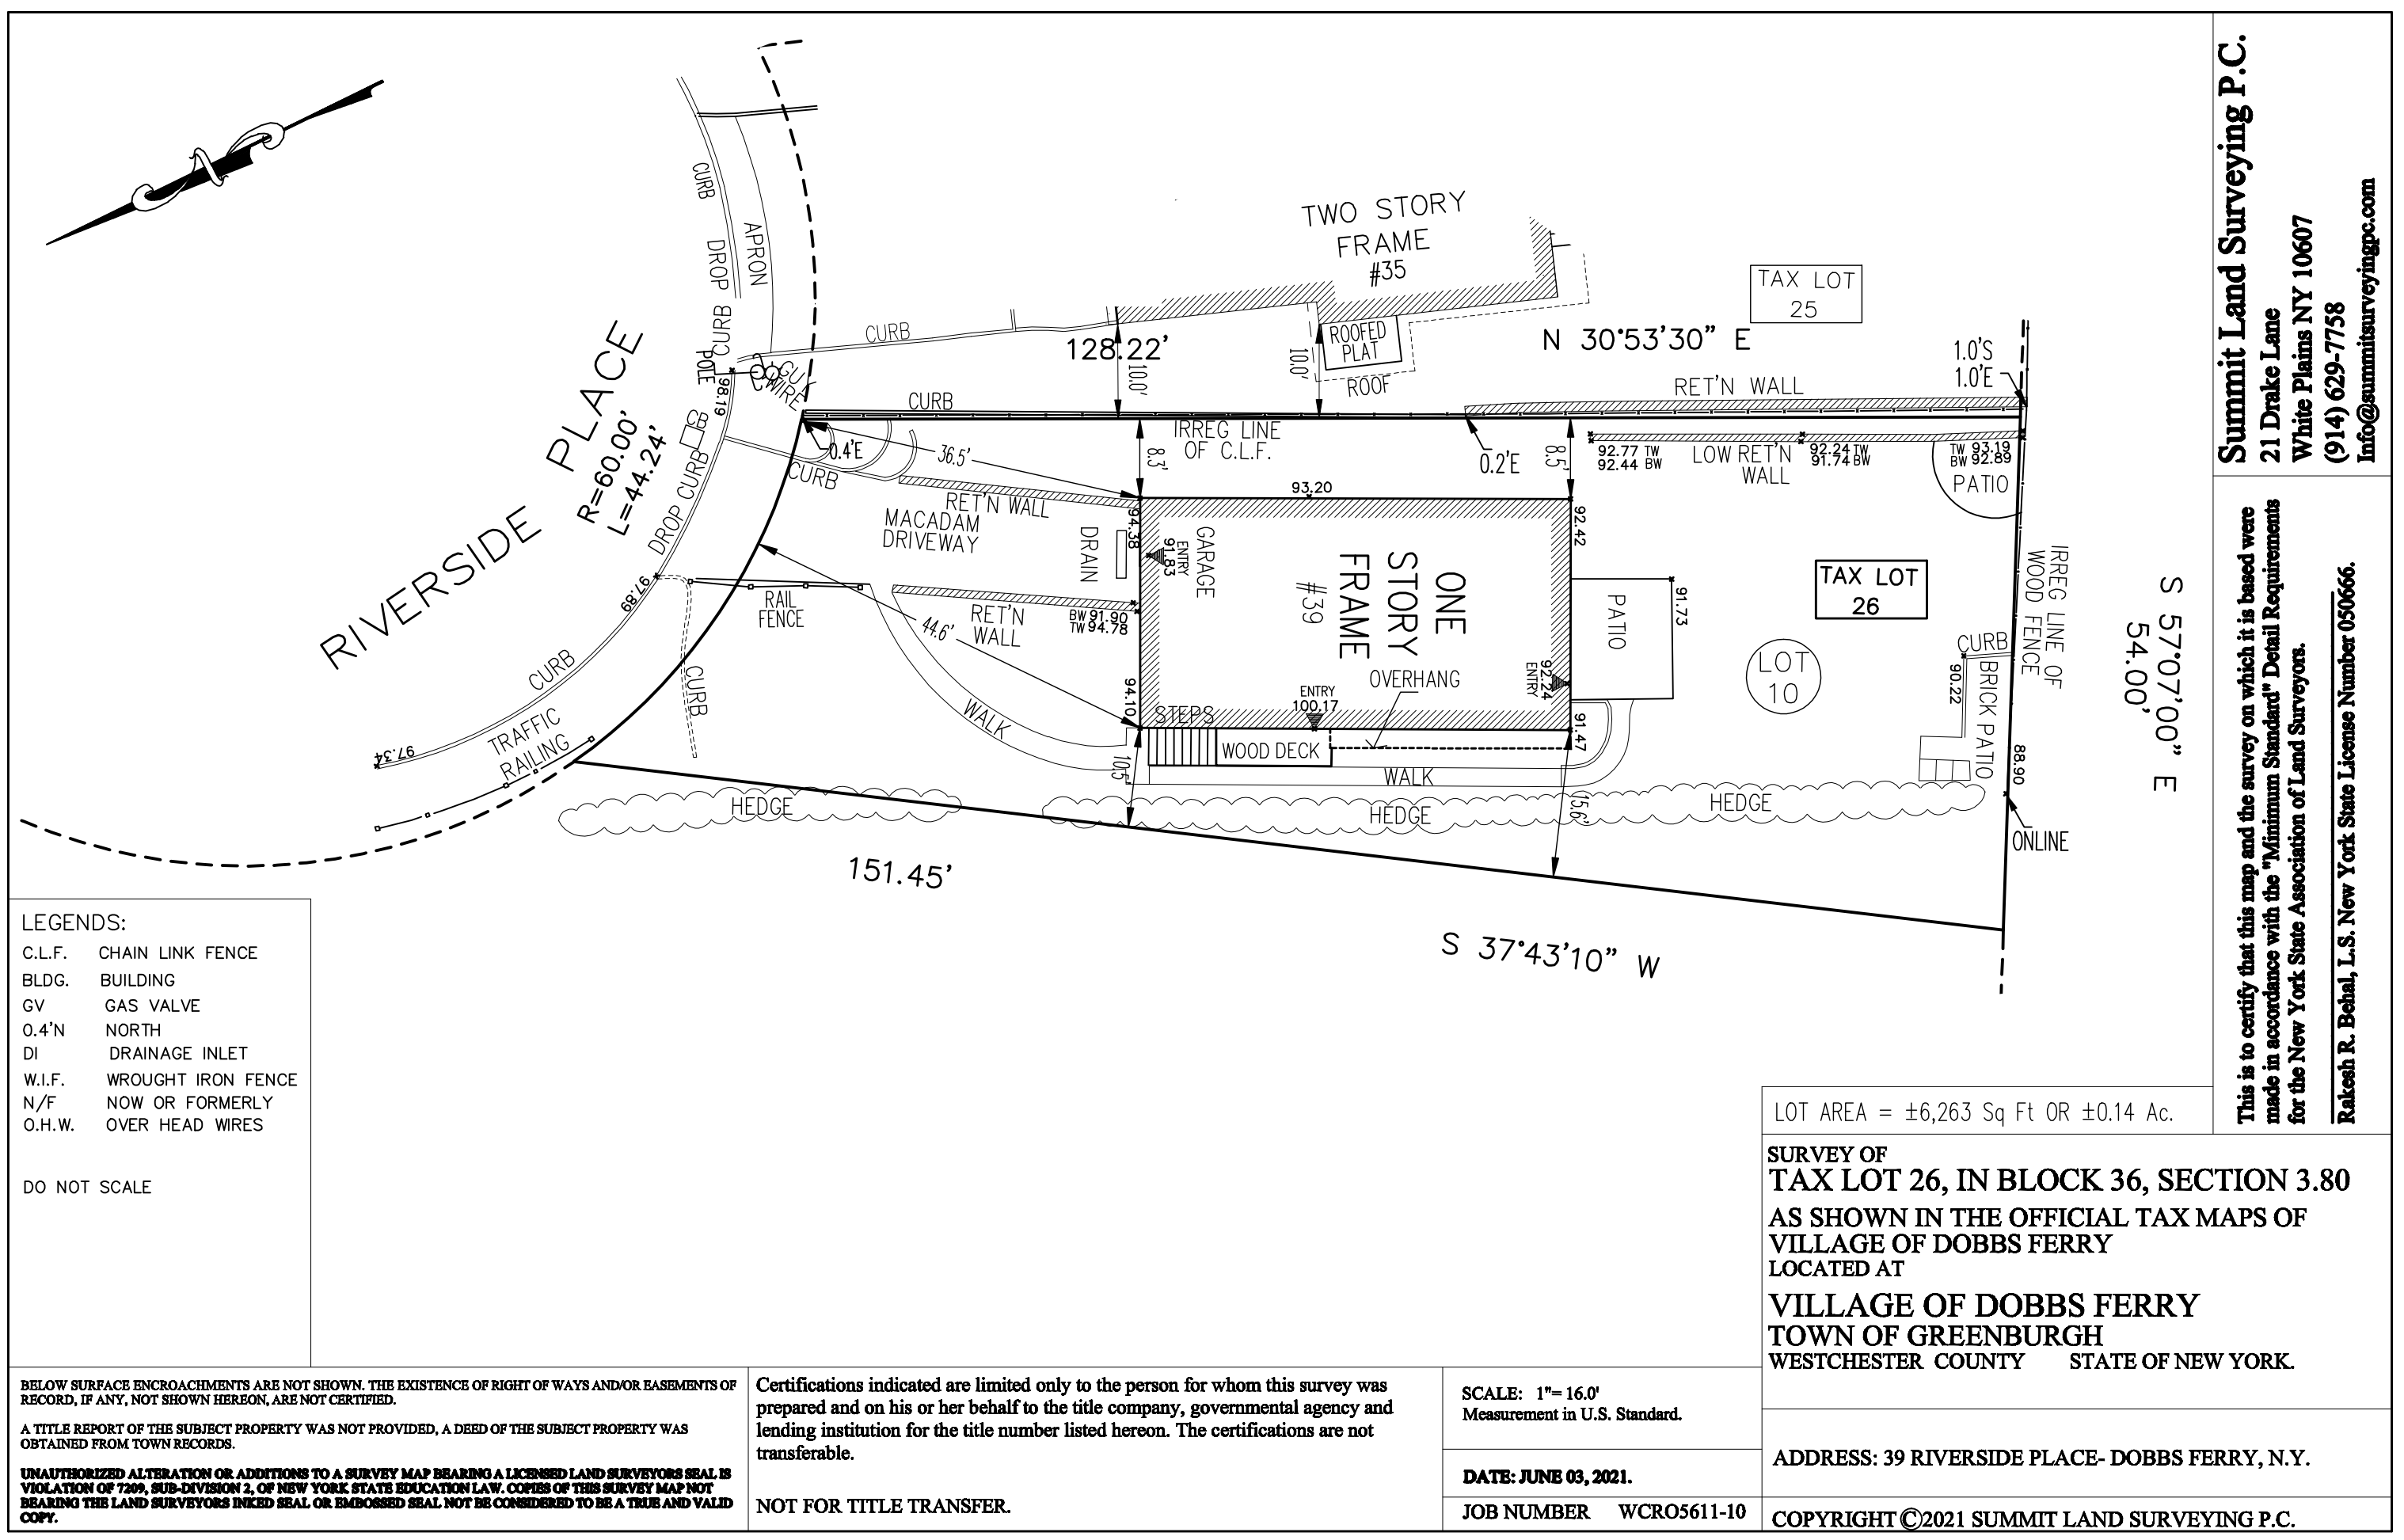 CURB
DROP CURB
APRON
POLE
GUY
WIRE
98.19
CB
RIVERSIDE PLACE
R=60.00'
L=44.24'
DROP CURB
97.89
CURB
TRAFFIC
RAILING
97.34
TWO STORY
FRAME
#35
TAX LOT
25
CURB
128.22'
10.0'
10.0'
ROOFED
PLAT
ROOF
N 30°53'30" E
1.0'S
1.0'E
RET'N WALL
CURB
0.4'E
IRREG LINE
OF C.L.F.
36.5'
8.3'
8.5'
0.2'E
92.77 TW
92.44 BW
LOW RET'N
WALL
92.24 TW
91.74 BW
TW 93.19
BW 92.89
PATIO
CURB
RET'N WALL
MACADAM
DRIVEWAY
DRAIN
94.38
ENTRY
91.83
GARAGE
93.20
92.42
ONE
STORY
FRAME
#39
RAIL
FENCE
RET'N
WALL
BW 91.90
TW 94.78
44.6'
CURB
WALK
94.10
STEPS
ENTRY
100.17
OVERHANG
92.24
ENTRY
PATIO
91.73
91.47
WOOD DECK
WALK
10.5'
15.6'
HEDGE
HEDGE
HEDGE
TAX LOT
26
LOT
10
CURB
90.22
BRICK PATIO
88.90
ONLINE
IRREG LINE OF
WOOD FENCE
S 57°07'00" E
54.00'
151.45'
S 37°43'10" W
LEGENDS:
C.L.F. CHAIN LINK FENCE
BLDG. BUILDING
GV GAS VALVE
0.4'N NORTH
DI DRAINAGE INLET
W.I.F. WROUGHT IRON FENCE
N/F NOW OR FORMERLY
O.H.W. OVER HEAD WIRES
DO NOT SCALE
Summit Land Surveying P.C.
21 Drake Lane
White Plains NY 10607
(914) 629-7758
Info@summitsurveyingpc.com
This is to certify that this map and the survey on which it is based were
made in accordance with the "Minimum Standard" Detail Requirements
for the New York State Association of Land Surveyors.
Rakesh R. Behal, L.S. New York State License Number 050666.
LOT AREA = ±6,263 Sq Ft OR ±0.14 Ac.
SURVEY OF
TAX LOT 26, IN BLOCK 36, SECTION 3.80
AS SHOWN IN THE OFFICIAL TAX MAPS OF
VILLAGE OF DOBBS FERRY
LOCATED AT
VILLAGE OF DOBBS FERRY
TOWN OF GREENBURGH
WESTCHESTER COUNTY STATE OF NEW YORK.
ADDRESS: 39 RIVERSIDE PLACE- DOBBS FERRY, N.Y.
COPYRIGHT ©2021 SUMMIT LAND SURVEYING P.C.
BELOW SURFACE ENCROACHMENTS ARE NOT SHOWN. THE EXISTENCE OF RIGHT OF WAYS AND/OR EASEMENTS OF
RECORD, IF ANY, NOT SHOWN HEREON, ARE NOT CERTIFIED.
A TITLE REPORT OF THE SUBJECT PROPERTY WAS NOT PROVIDED, A DEED OF THE SUBJECT PROPERTY WAS
OBTAINED FROM TOWN RECORDS.
UNAUTHORIZED ALTERATION OR ADDITIONS TO A SURVEY MAP BEARING A LICENSED LAND SURVEYORS SEAL IS
VIOLATION OF 7209, SUB-DIVISION 2, OF NEW YORK STATE EDUCATION LAW. COPIES OF THIS SURVEY MAP NOT
BEARING THE LAND SURVEYORS INKED SEAL OR EMBOSSED SEAL NOT BE CONSIDERED TO BE A TRUE AND VALID
COPY.
Certifications indicated are limited only to the person for whom this survey was
prepared and on his or her behalf to the title company, governmental agency and
lending institution for the title number listed hereon. The certifications are not
transferable.
NOT FOR TITLE TRANSFER.
SCALE: 1"= 16.0'
Measurement in U.S. Standard.
DATE: JUNE 03, 2021.
JOB NUMBER WCRO5611-10